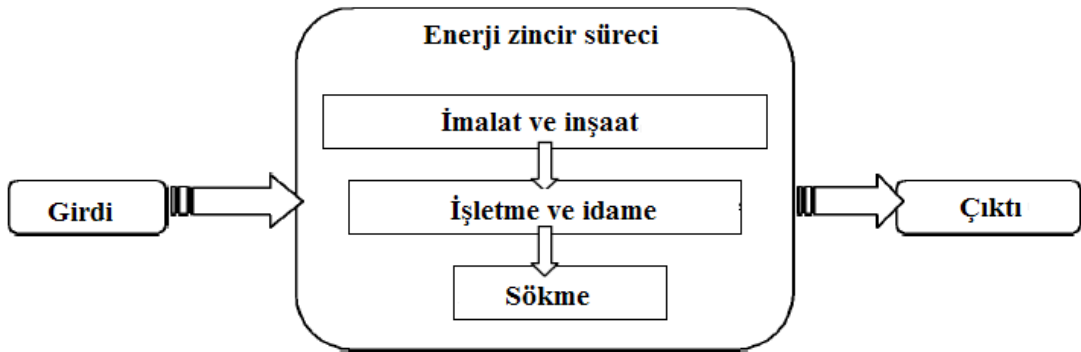 Enerji zincir süreci
İmalat ve inşaat
Girdi
İşletme ve idame
Çıktı
Sökme